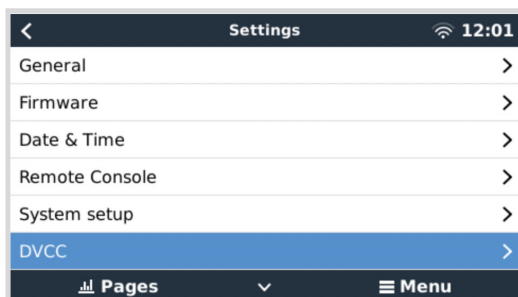 Settings 12:01
General
Firmware
Date & Time
Remote Console
System setup
DVCC
Pages Menu